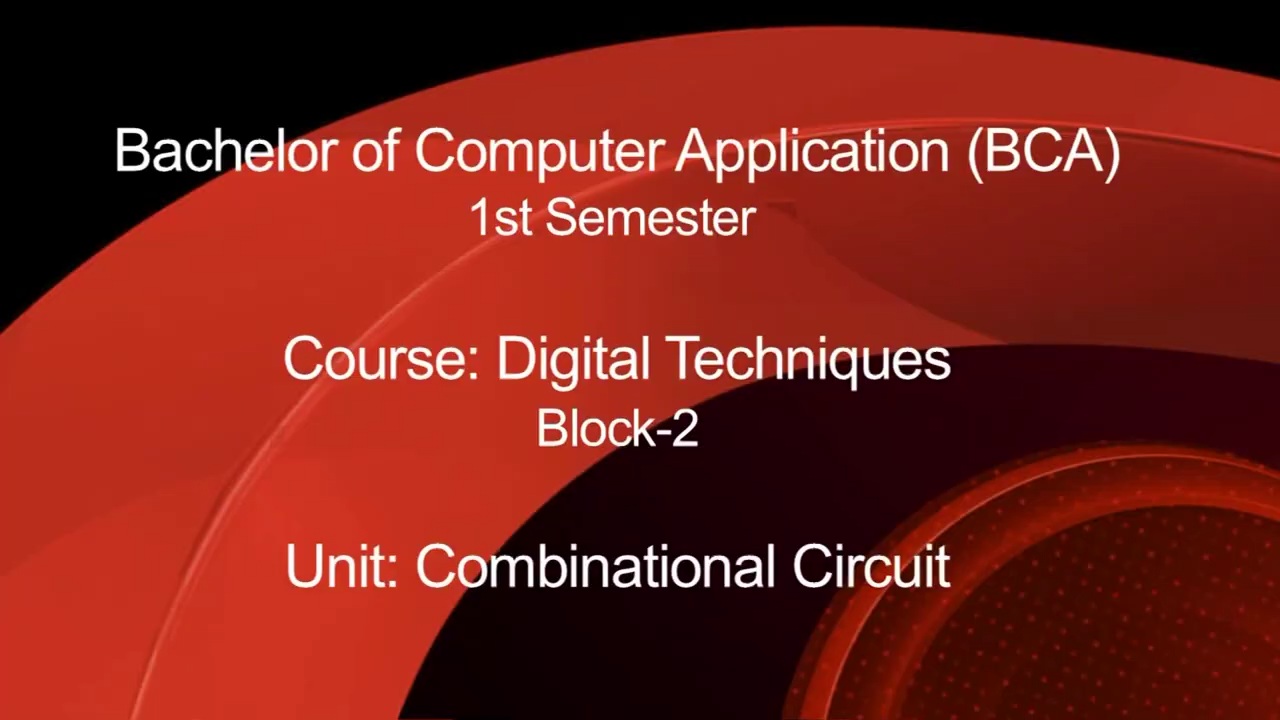 Bachelor of Computer Application (BCA)
1st Semester
Course: Digital Techniques
Block-2
Unit: Combinational Circuit